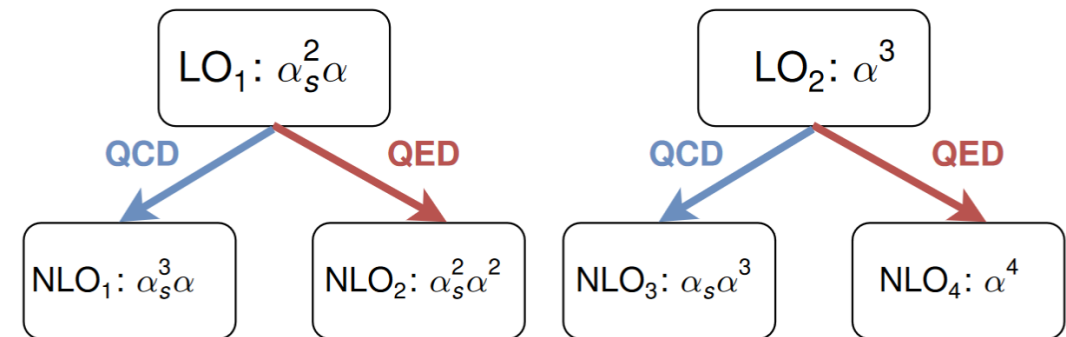 LO₁: αₛ²α
LO₂: α³
QCD
QED
QCD
QED
NLO₁: αₛ³α
NLO₂: αₛ²α²
NLO₃: αₛα³
NLO₄: α⁴